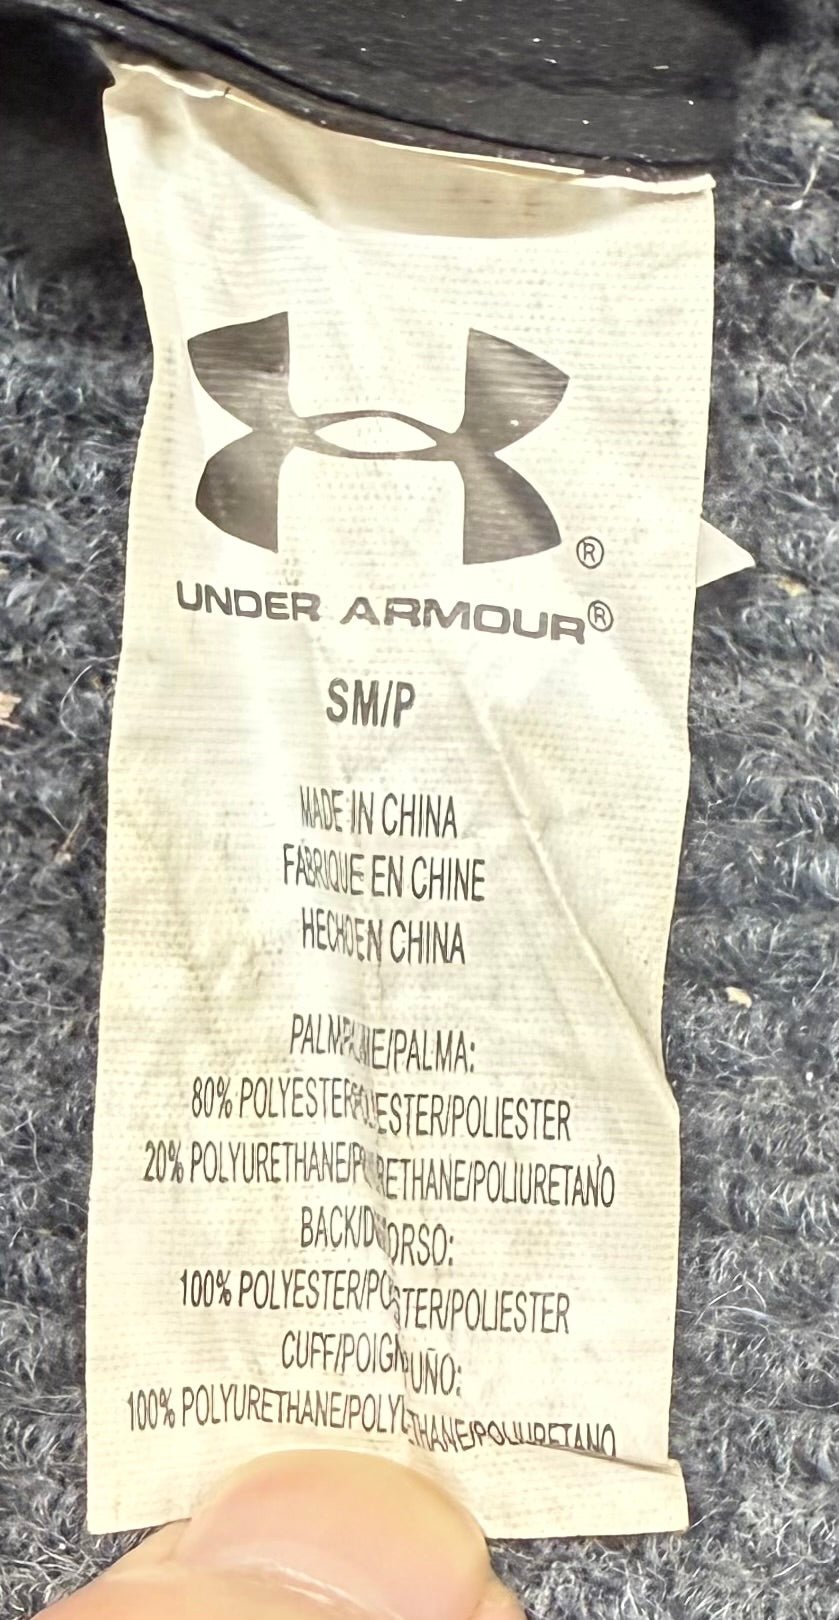 ®
UNDER ARMOUR®
SM/P
MADE IN CHINA
FABRIQUE EN CHINE
HECHO EN CHINA
/PALMA:
80% POLYESTER/POLIESTER
20% POLYURETHANE/POLIURETANO
BACK/
100% POLYESTER/POLIESTER
CUFF/
100% POLYURETHANE/POLIURETANO